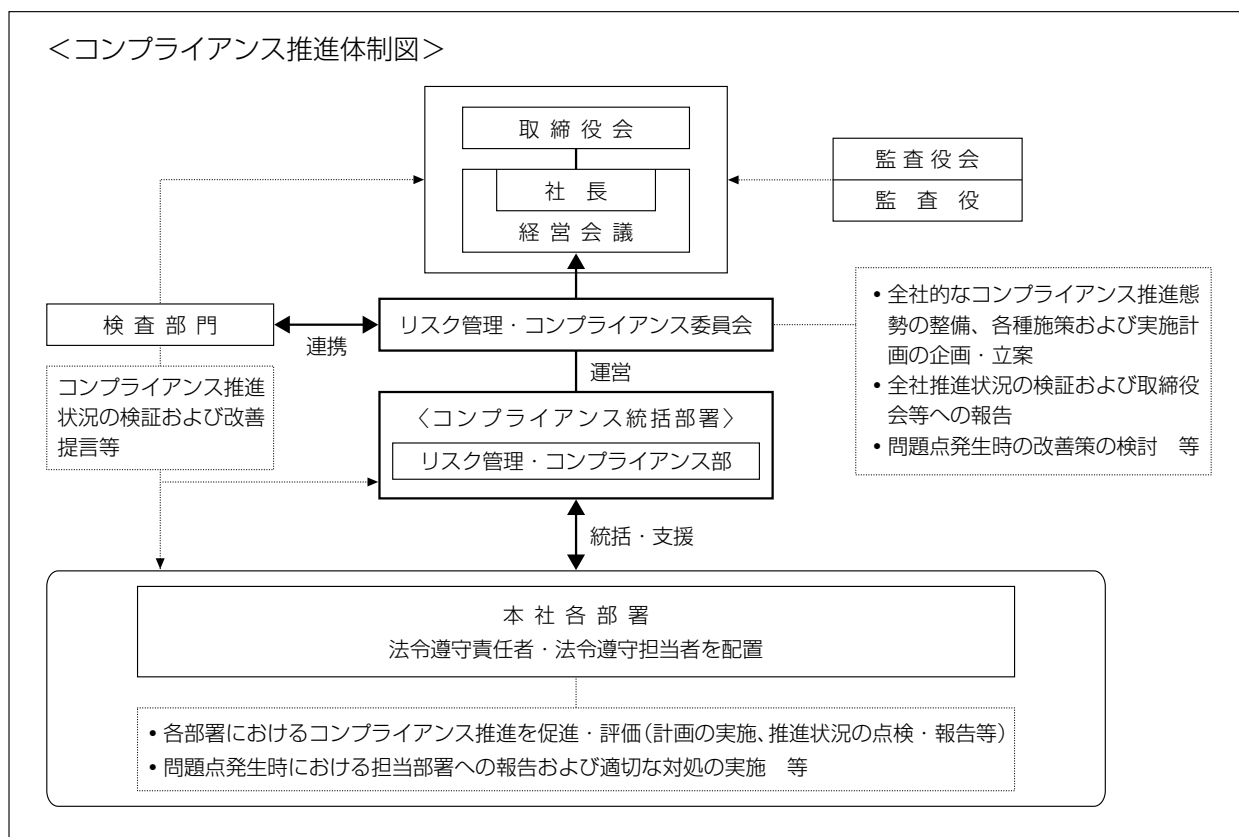 ＜コンプライアンス推進体制図＞
取締役会
社長
経営会議
監査役会
監査役
検査部門
連携
リスク管理・コンプライアンス委員会
運営
コンプライアンス推進
状況の検証および改善
提言等
〈コンプライアンス統括部署〉
リスク管理・コンプライアンス部
•全社的なコンプライアンス推進態
勢の整備、各種施策および実施計
画の企画・立案
•全社推進状況の検証および取締役
会等への報告
•問題点発生時の改善策の検討　等
統括・支援
本社各部署
法令遵守責任者・法令遵守担当者を配置
•各部署におけるコンプライアンス推進を促進・評価（計画の実施、推進状況の点検・報告等）
•問題点発生時における担当部署への報告および適切な対処の実施　等